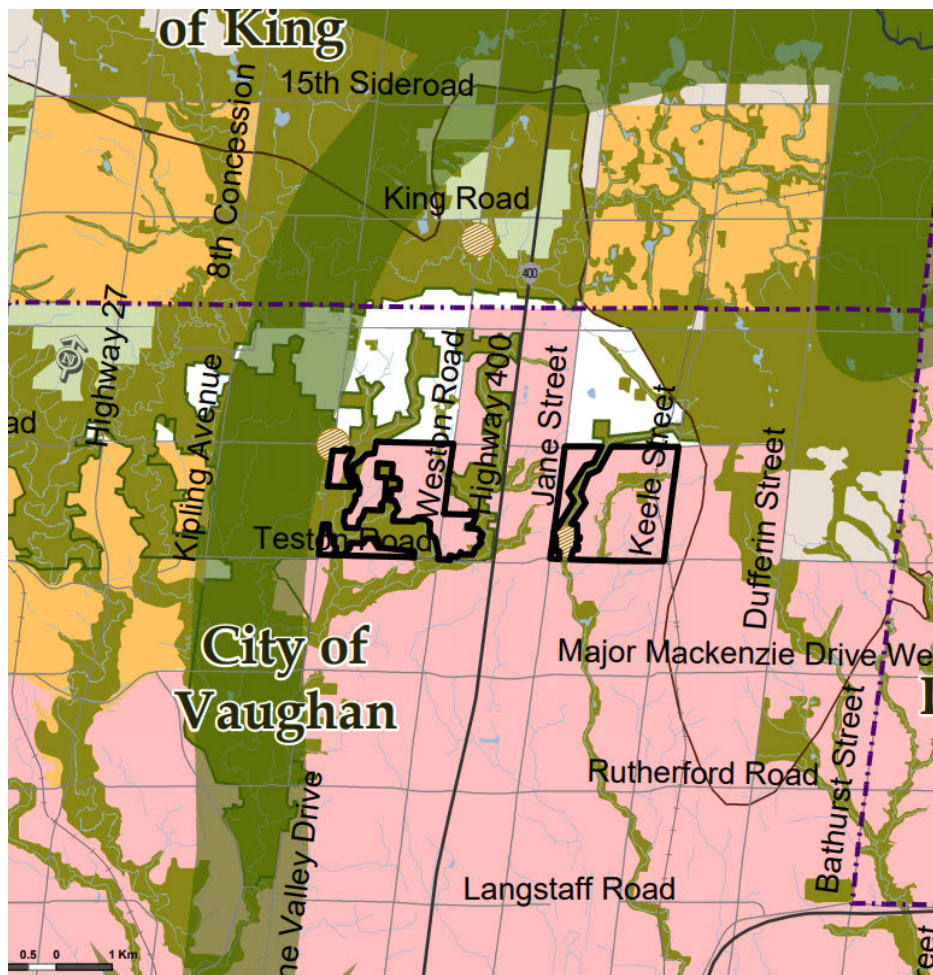 of King
15th Sideroad
8th Concession
King Road
400
Highway 27
Kipling Avenue
Weston Road
Highway 400
Jane Street
Keele Street
ad
N
Teston Road
Dufferin Street
City of
Vaughan
Major Mackenzie Drive We
Rutherford Road
Bathurst Street
ne Valley Drive
Langstaff Road
reet
0.5 0 1 Km